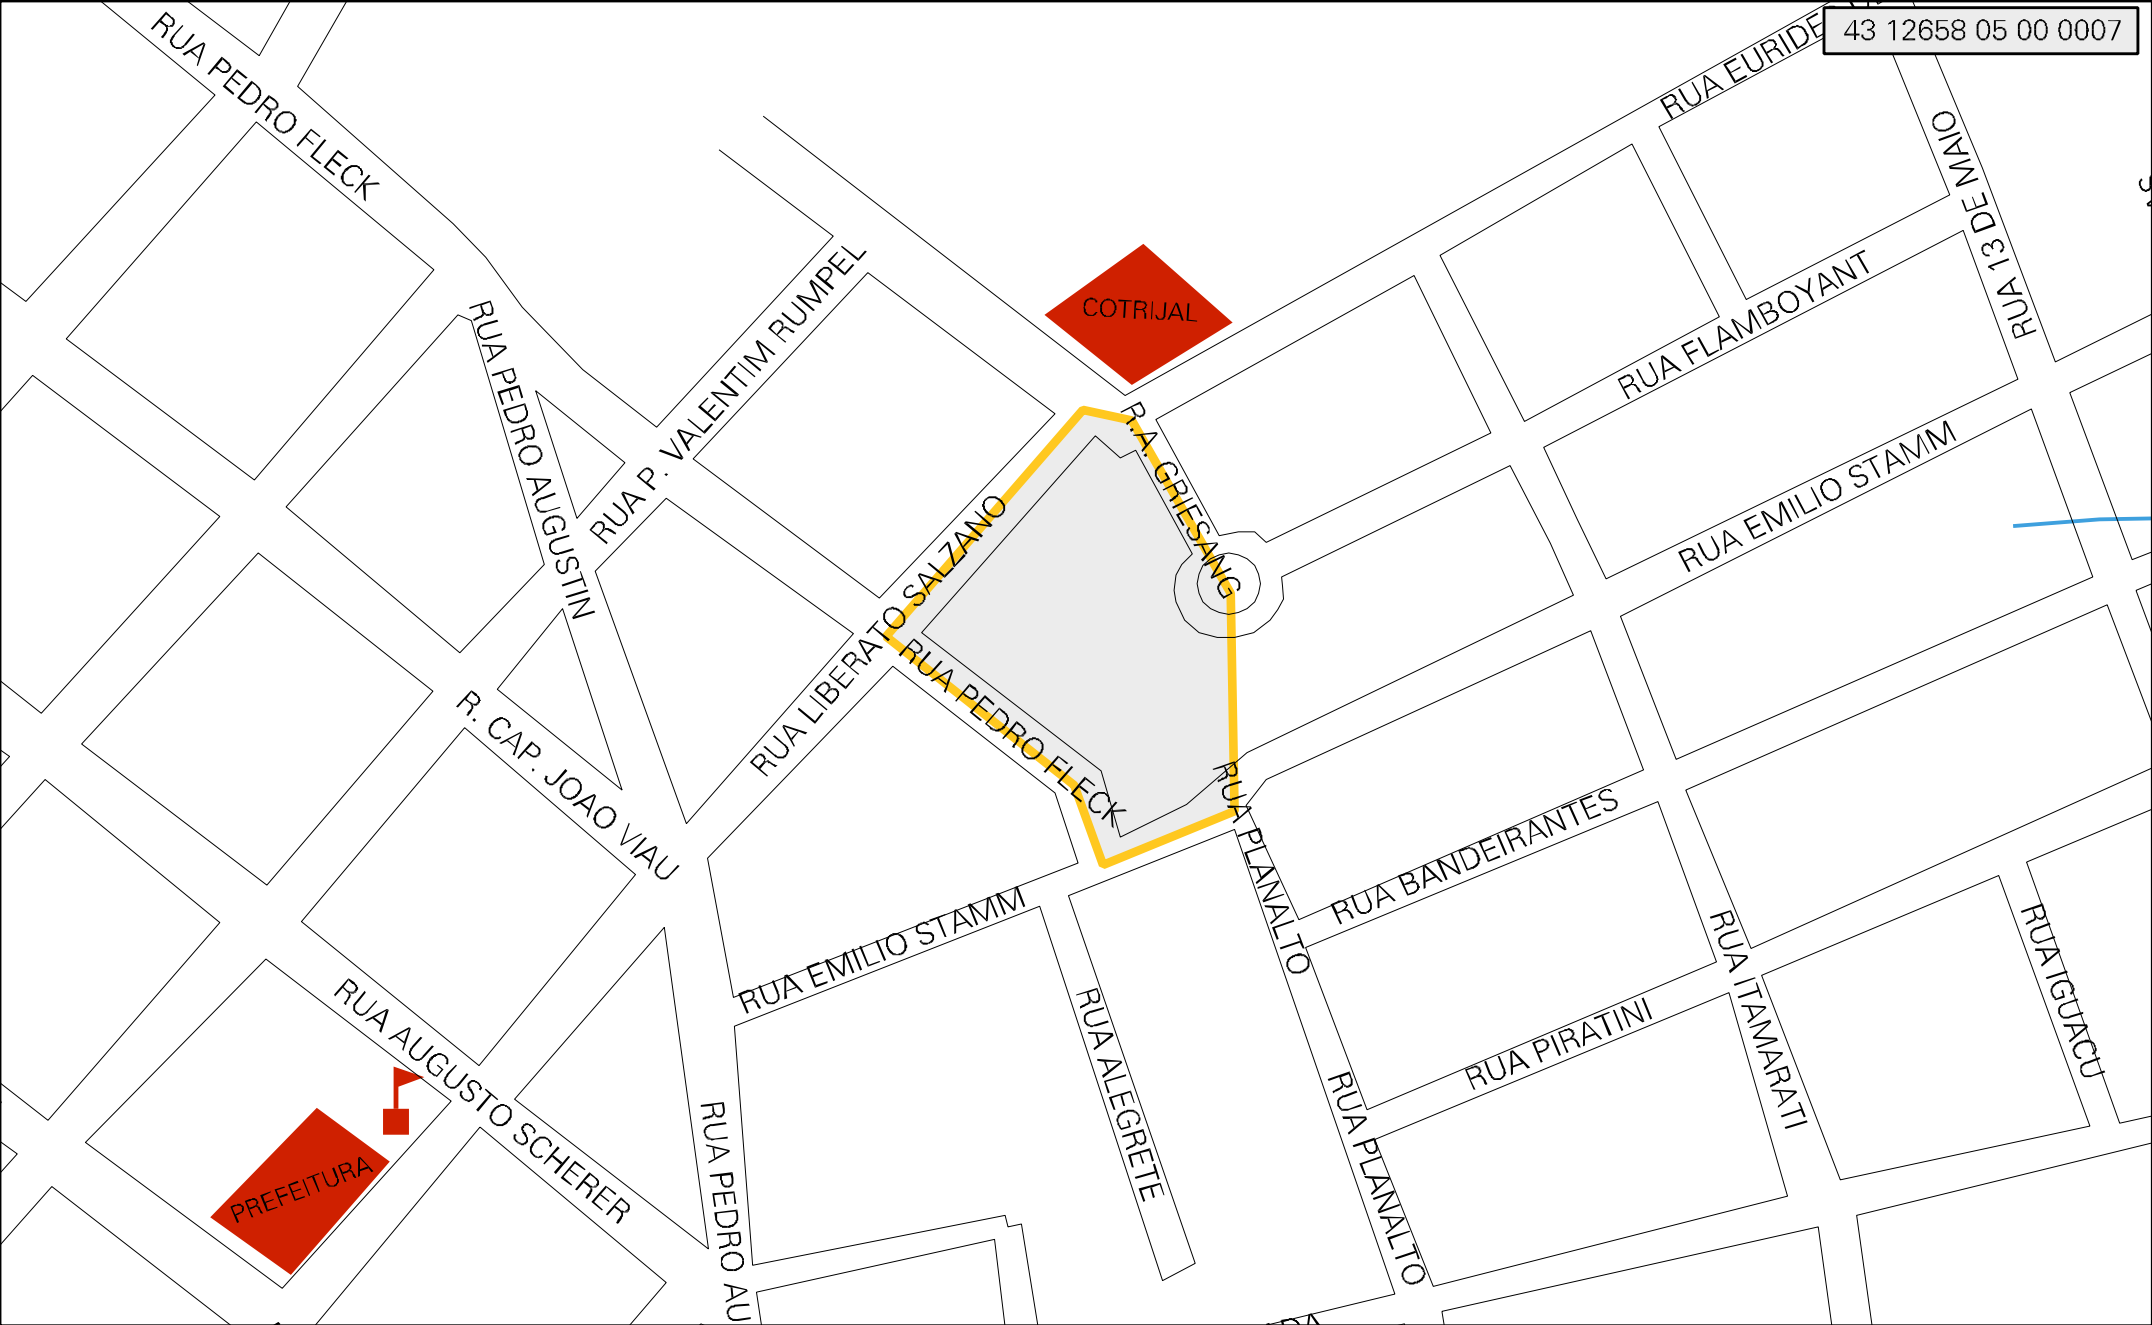 43 12658 05 00 0007
RUA PEDRO FLECK
RUA 13 DE MAIO
RUA PEDRO AUGUSTIN
RUA P. VALENTIM RUMPEL
COTRIJAL
RUA FLAMBOYANT
R.A. GRIESANG
RUA EMILIO STAMM
RUA LIBERATO SALZANO
RUA PEDRO FLECK
R. CAP. JOAO VIAU
RUA PLANALTO
RUA BANDEIRANTES
RUA EMILIO STAMM
RUA ITAMARATI
RUA IGUACU
RUA AUGUSTO SCHERER
RUA ALEGRETE
RUA PIRATINI
RUA PLANALTO
RUA PEDRO AU
PREFEITURA